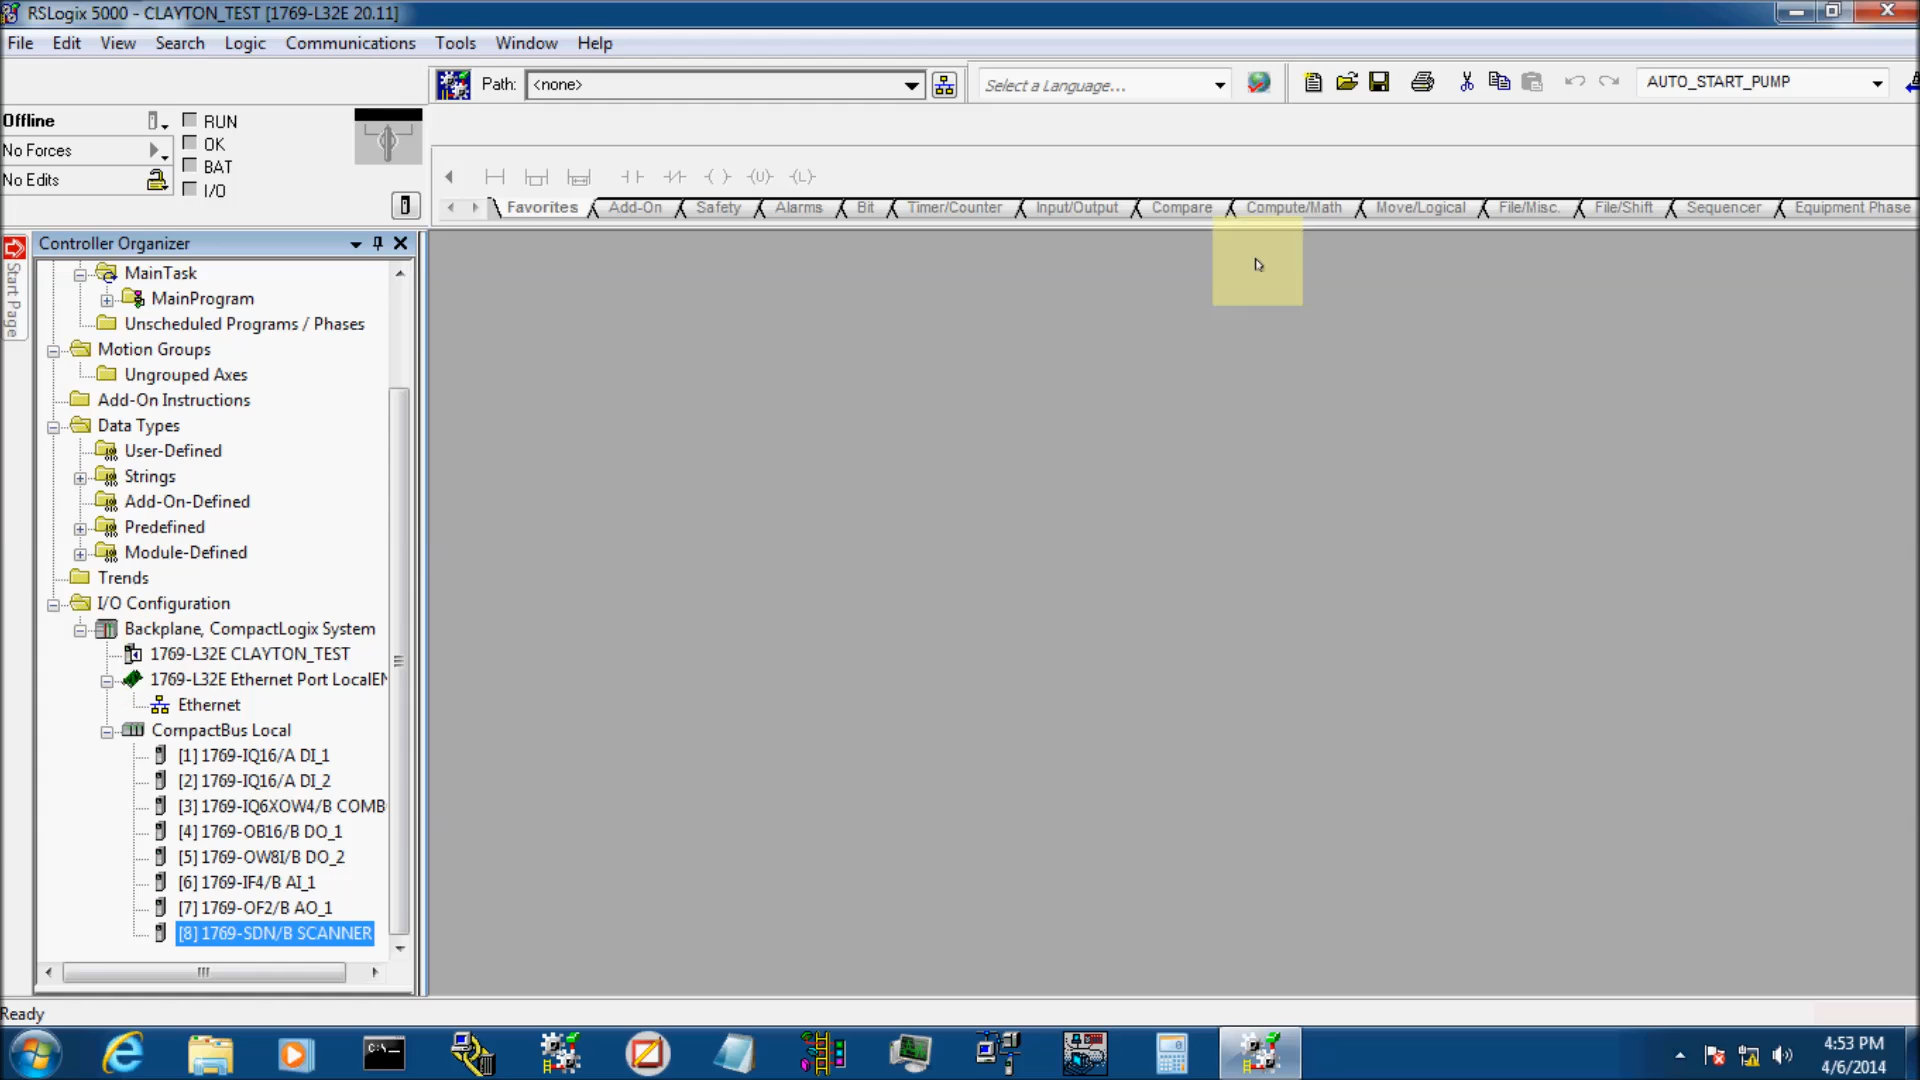 RSLogix 5000 - CLAYTON_TEST [1769-L32E 20.11]
File Edit View Search Logic Communications Tools Window Help
Path: <none>
Select a Language...
AUTO_START_PUMP
Offline
RUN
No Forces
OK
BAT
No Edits
I/O
Favorites Add-On Safety Alarms Bit Timer/Counter Input/Output Compare Compute/Math Move/Logical File/Misc. File/Shift Sequencer Equipment Phase
Start Page
Controller Organizer
MainTask
MainProgram
Unscheduled Programs / Phases
Motion Groups
Ungrouped Axes
Add-On Instructions
Data Types
User-Defined
Strings
Add-On-Defined
Predefined
Module-Defined
Trends
I/O Configuration
Backplane, CompactLogix System
1769-L32E CLAYTON_TEST
1769-L32E Ethernet Port LocalEN
Ethernet
CompactBus Local
[1] 1769-IQ16/A DI_1
[2] 1769-IQ16/A DI_2
[3] 1769-IQ6XOW4/B COMB
[4] 1769-OB16/B DO_1
[5] 1769-OW8I/B DO_2
[6] 1769-IF4/B AI_1
[7] 1769-OF2/B AO_1
[8] 1769-SDN/B SCANNER
Ready
4:53 PM
4/6/2014